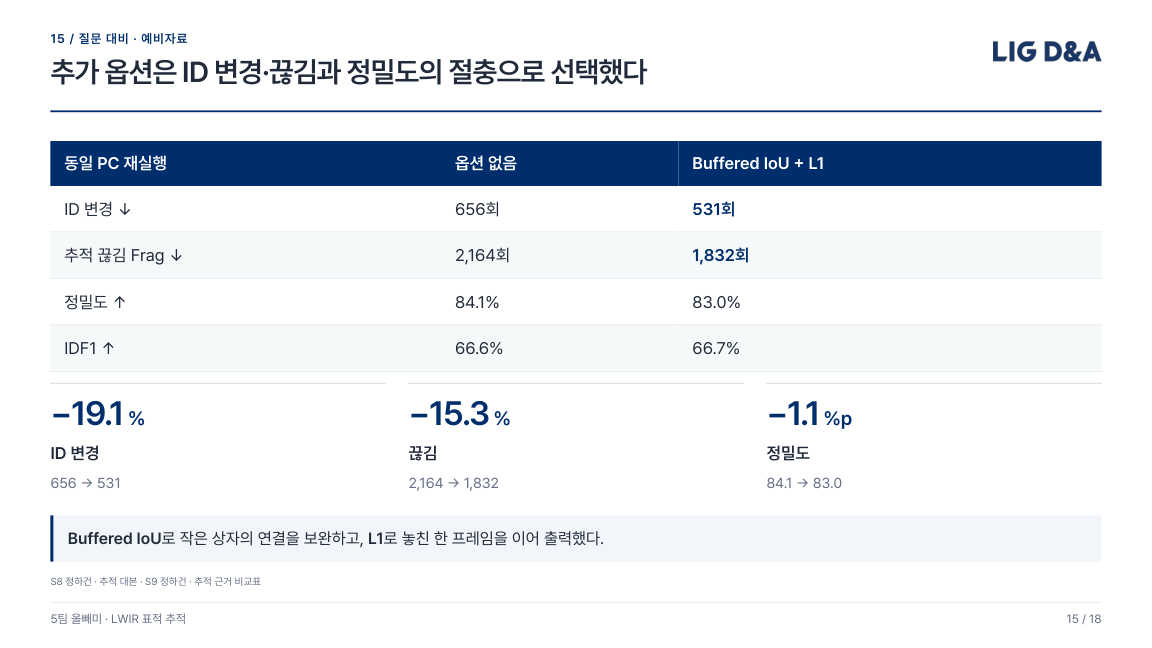 15 / 질문 대비 · 예비자료
LIG D&A
추가 옵션은 ID 변경·끊김과 정밀도의 절충으로 선택했다
동일 PC 재실행 옵션 없음 Buffered IoU + L1
ID 변경 ↓ 656회 531회
추적 끊김 Frag ↓ 2,164회 1,832회
정밀도 ↑ 84.1% 83.0%
IDF1 ↑ 66.6% 66.7%
−19.1 % −15.3 % −1.1 %p
ID 변경 끊김 정밀도
656 → 531 2,164 → 1,832 84.1 → 83.0
Buffered IoU로 작은 상자의 연결을 보완하고, L1로 놓친 한 프레임을 이어 출력했다.
S8 정하건 · 추적 대본 · S9 정하건 · 추적 근거 비교표
5팀 올빼미 · LWIR 표적 추적 15 / 18